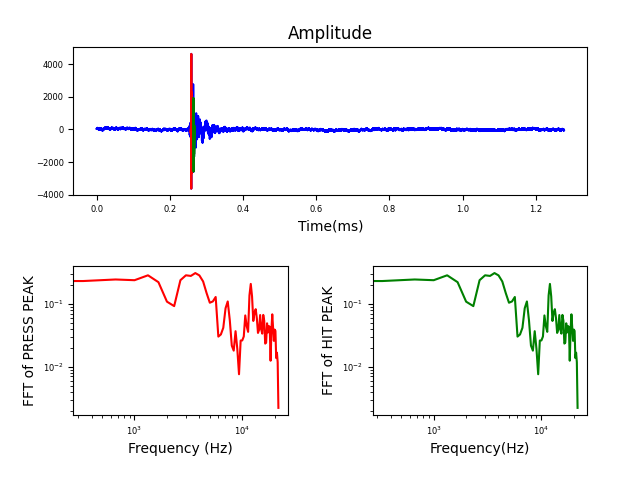 Amplitude
4000
2000
0
−2000
−4000
0.0 0.2 0.4 0.6 0.8 1.0 1.2
Time(ms)
FFT of PRESS PEAK
10⁻¹
10⁻²
10³ 10⁴
Frequency (Hz)
FFT of HIT PEAK
10⁻¹
10⁻²
10³ 10⁴
Frequency(Hz)